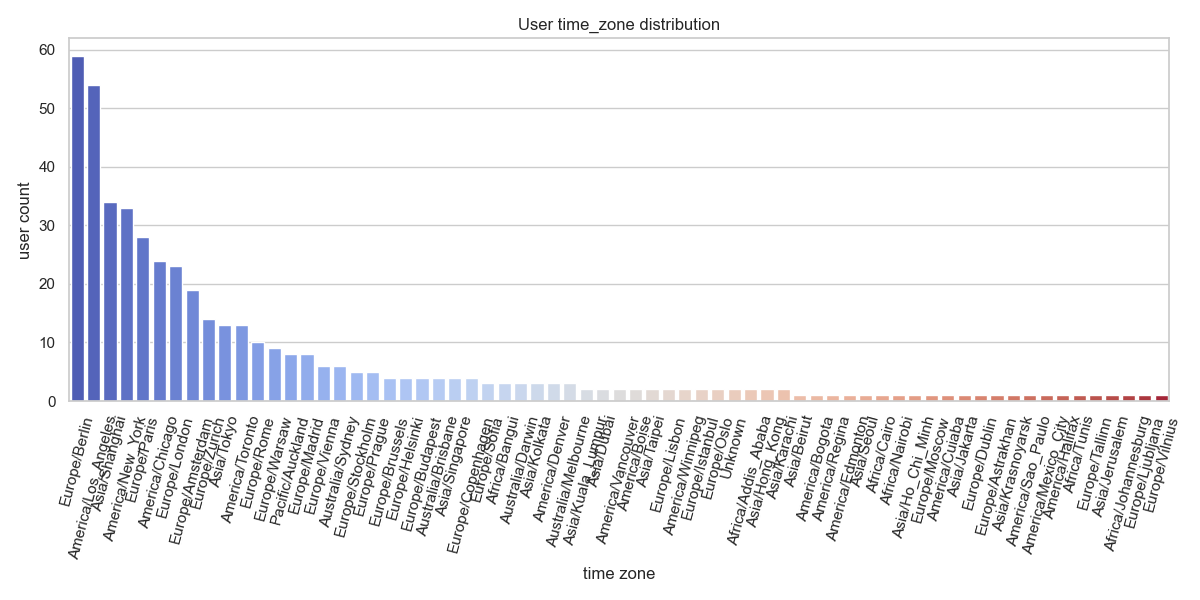 User time_zone distribution
60
50
40
30
20
10
0
user count
Europe/Berlin
America/Los_Angeles
Asia/Shanghai
America/New_York
Europe/Paris
America/Chicago
Europe/London
Europe/Amsterdam
Europe/Zurich
Asia/Tokyo
America/Toronto
Europe/Rome
Europe/Warsaw
Pacific/Auckland
Europe/Madrid
Europe/Vienna
Australia/Sydney
Europe/Stockholm
Europe/Prague
Europe/Brussels
Europe/Helsinki
Europe/Budapest
Australia/Brisbane
Asia/Singapore
Europe/Copenhagen
Europe/Sofia
Africa/Bangui
Australia/Darwin
Asia/Kolkata
America/Denver
Australia/Melbourne
Asia/Kuala_Lumpur
Asia/Dubai
America/Vancouver
America/Boise
Asia/Taipei
Europe/Lisbon
America/Winnipeg
Europe/Istanbul
Europe/Oslo
Unknown
Africa/Addis_Ababa
Asia/Hong_Kong
Asia/Karachi
Asia/Beirut
America/Bogota
America/Regina
America/Edmonton
Asia/Seoul
Africa/Cairo
Africa/Nairobi
Asia/Ho_Chi_Minh
Europe/Moscow
America/Cuiaba
Asia/Jakarta
Europe/Dublin
Europe/Astrakhan
Asia/Krasnoyarsk
America/Sao_Paulo
America/Mexico_City
America/Halifax
Africa/Tunis
Europe/Tallinn
Asia/Jerusalem
Africa/Johannesburg
Europe/Ljubljana
Europe/Vilnius
time zone